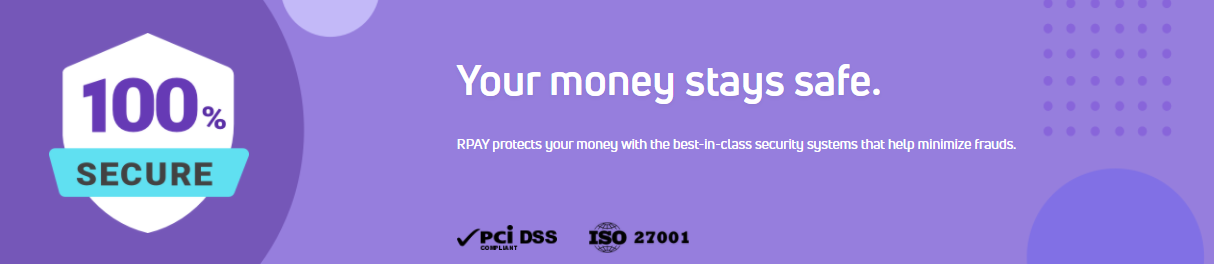 100%
SECURE
Your money stays safe.
RPAY protects your money with the best-in-class security systems that help minimize frauds.
PCi DSS
COMPLIANT
ISO 27001